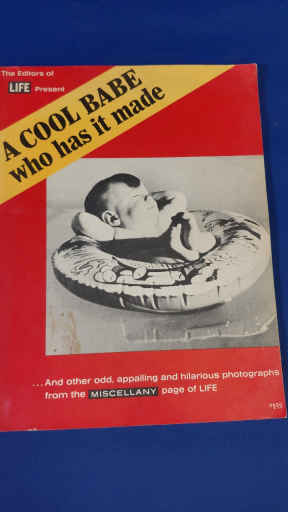 The Editors of
LIFE Present
A COOL BABE
who has it made
...And other odd, appalling and hilarious photographs
from the MISCELLANY page of LIFE